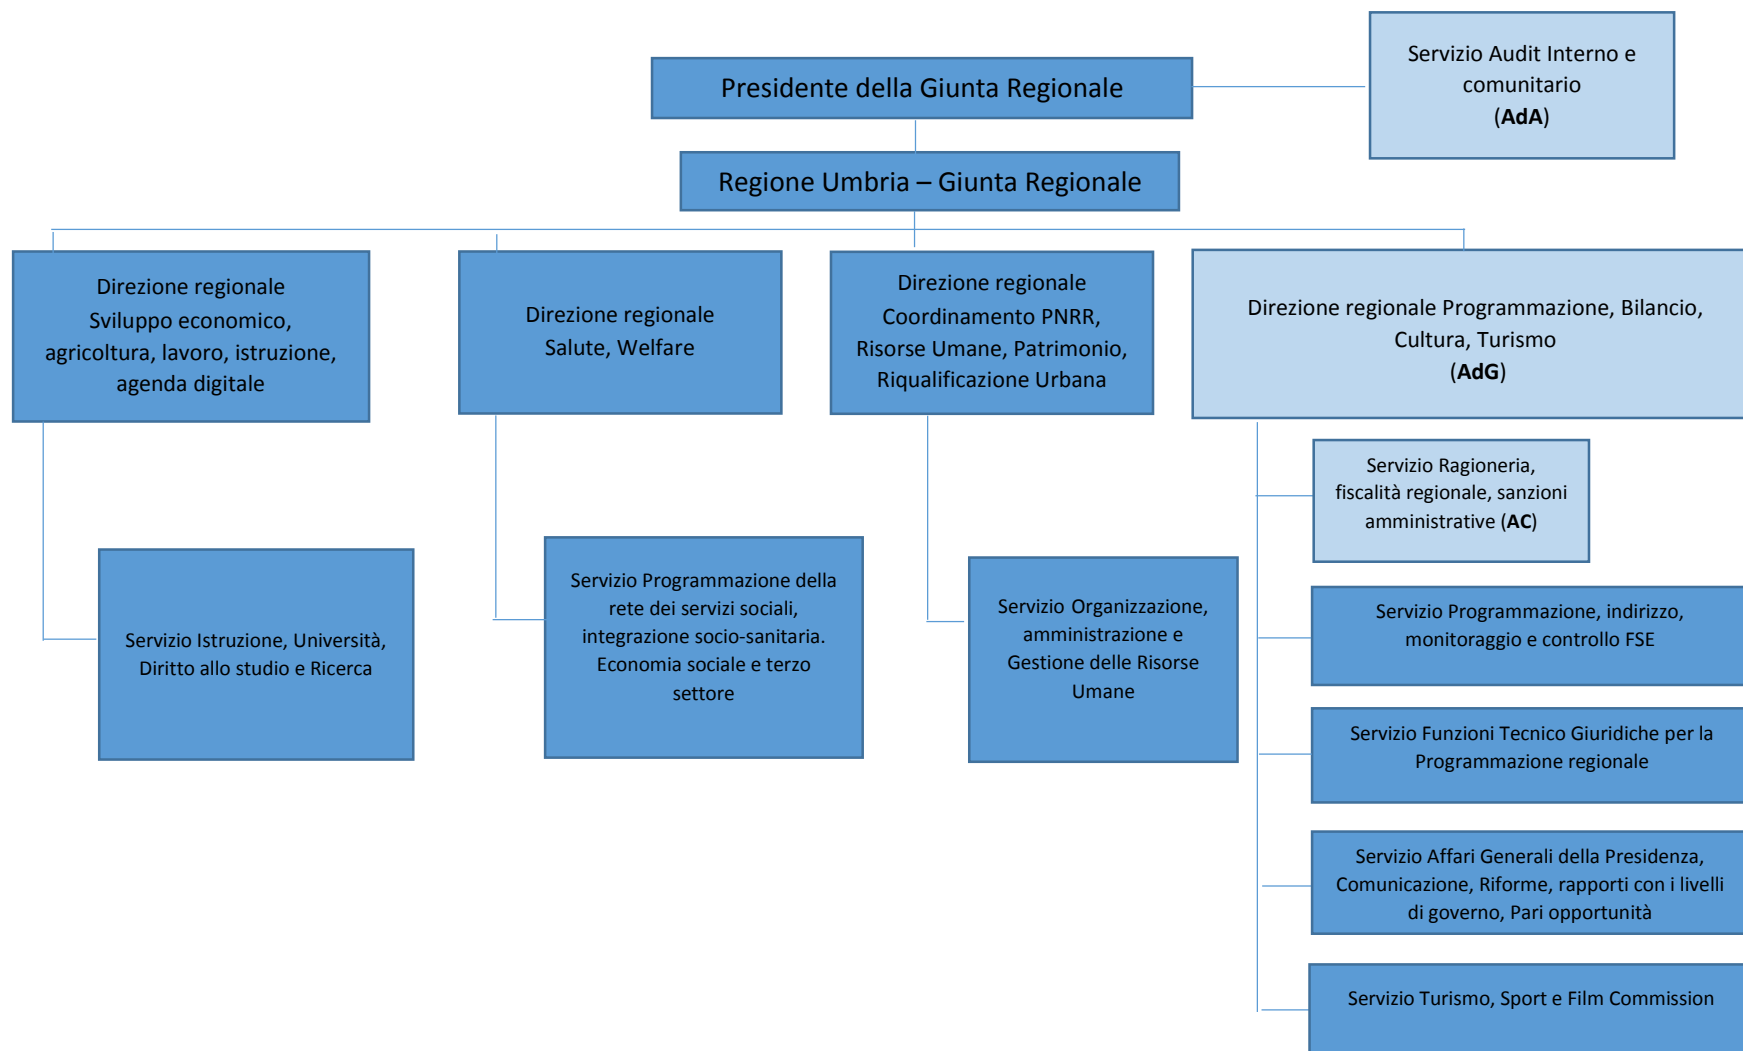 Presidente della Giunta Regionale
Servizio Audit Interno e
comunitario
(AdA)
Regione Umbria – Giunta Regionale
Direzione regionale
Sviluppo economico,
agricoltura, lavoro, istruzione,
agenda digitale
Direzione regionale
Salute, Welfare
Direzione regionale
Coordinamento PNRR,
Risorse Umane, Patrimonio,
Riqualificazione Urbana
Direzione regionale Programmazione, Bilancio,
Cultura, Turismo
(AdG)
Servizio Istruzione, Università,
Diritto allo studio e Ricerca
Servizio Programmazione della
rete dei servizi sociali,
integrazione socio-sanitaria.
Economia sociale e terzo
settore
Servizio Organizzazione,
amministrazione e
Gestione delle Risorse
Umane
Servizio Ragioneria,
fiscalità regionale, sanzioni
amministrative (AC)
Servizio Programmazione, indirizzo,
monitoraggio e controllo FSE
Servizio Funzioni Tecnico Giuridiche per la
Programmazione regionale
Servizio Affari Generali della Presidenza,
Comunicazione, Riforme, rapporti con i livelli
di governo, Pari opportunità
Servizio Turismo, Sport e Film Commission